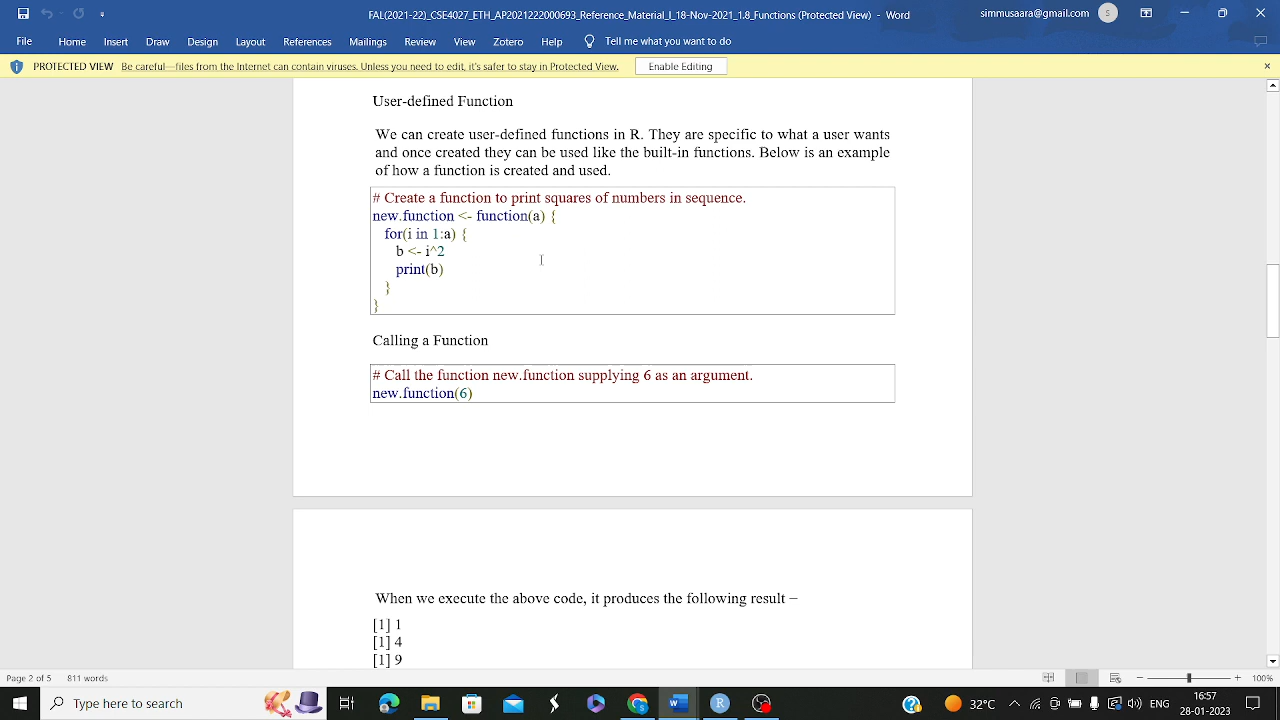 FAL(2021-22)_CSE4027_ETH_AP2021222000693_Reference_Material_I_18-Nov-2021_1.8_Functions (Protected View) - Word
simmusaara@gmail.com
S
File Home Insert Draw Design Layout References Mailings Review View Zotero Help Tell me what you want to do
PROTECTED VIEW Be careful—files from the Internet can contain viruses. Unless you need to edit, it's safer to stay in Protected View. Enable Editing
User-defined Function
We can create user-defined functions in R. They are specific to what a user wants
and once created they can be used like the built-in functions. Below is an example
of how a function is created and used.
# Create a function to print squares of numbers in sequence.
new.function <- function(a) {
for(i in 1:a) {
b <- i^2
print(b)
}
}
Calling a Function
# Call the function new.function supplying 6 as an argument.
new.function(6)
When we execute the above code, it produces the following result −
[1] 1
[1] 4
[1] 9
Page 2 of 5 811 words
100%
Type here to search
32°C
ENG
16:57
28-01-2023